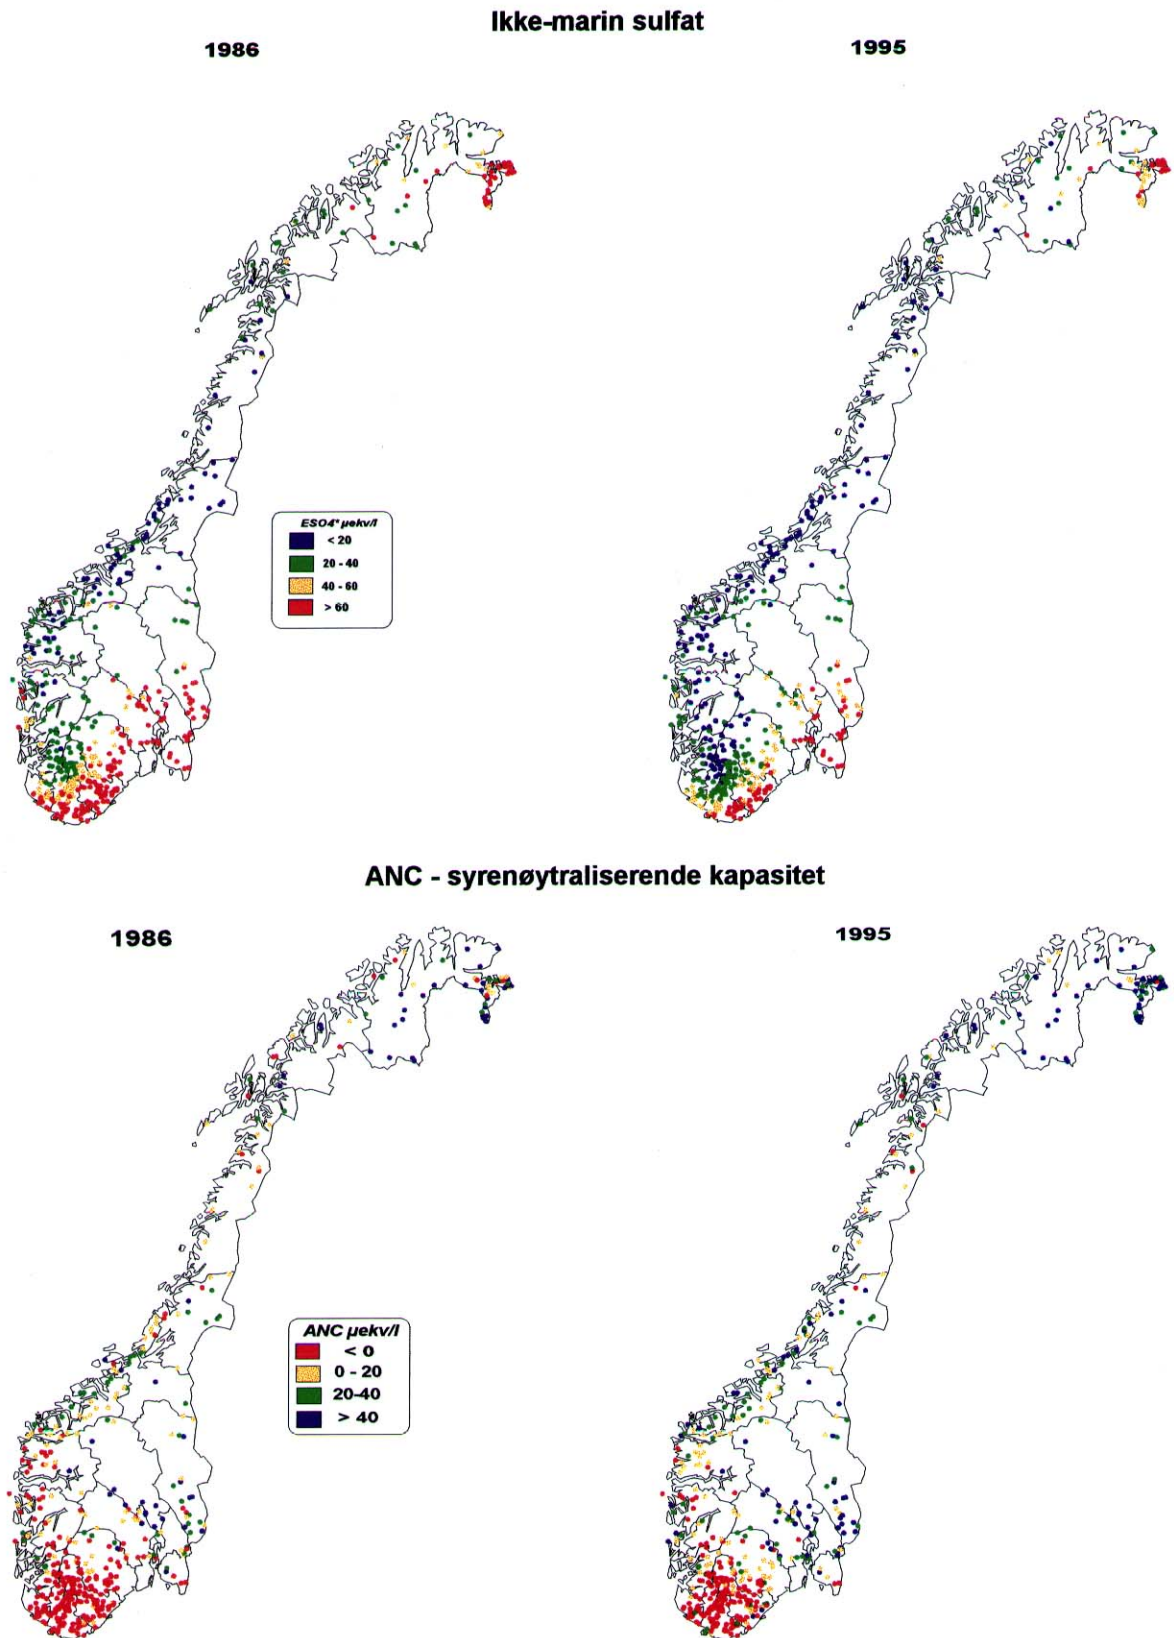 Ikke-marin sulfat
1986
1995
ESO4* µekv/l
< 20
20 - 40
40 - 60
> 60
ANC - syrenøytraliserende kapasitet
1986
1995
ANC µekv/l
< 0
0 - 20
20-40
> 40